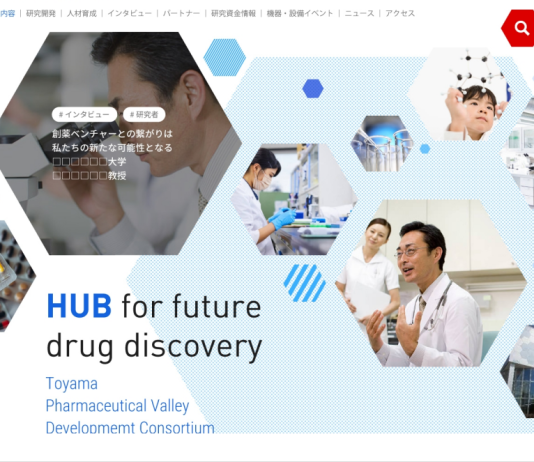 内容 | 研究開発 | 人材育成 | インタビュー | パートナー | 研究資金情報 | 機器・設備イベント | ニュース | アクセス
# インタビュー # 研究者
創薬ベンチャーとの繋がりは
私たちの新たな可能性となる
□□□□□□大学
□□□□□□教授
HUB for future
drug discovery
Toyama
Pharmaceutical Valley
Developmemt Consortium